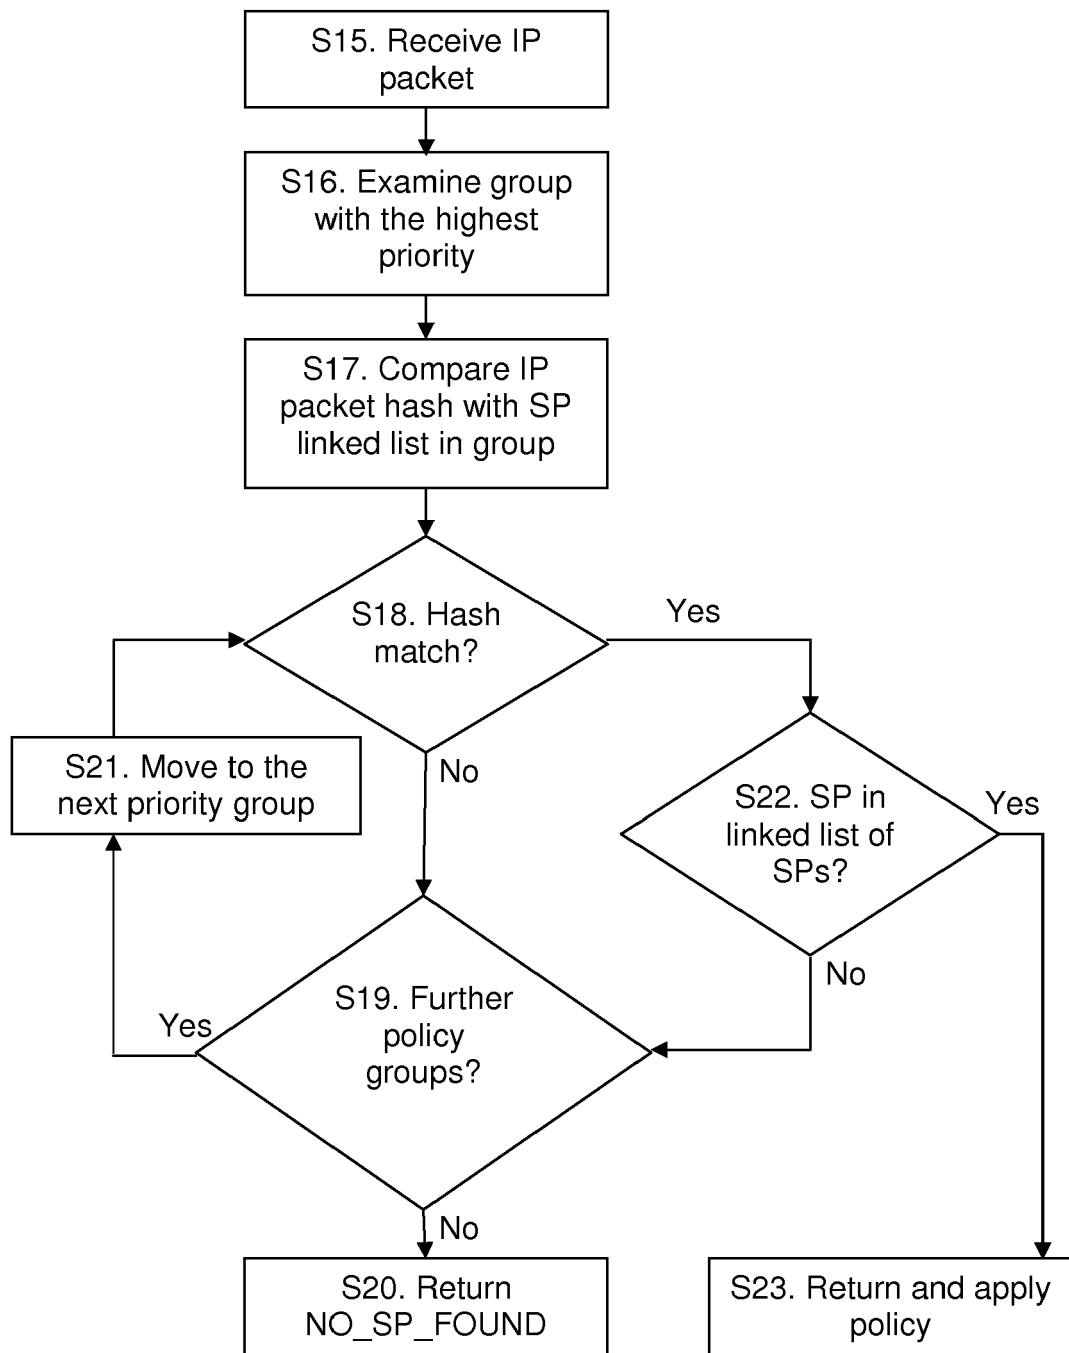 S15. Receive IP
packet
S16. Examine group
with the highest
priority
S17. Compare IP
packet hash with SP
linked list in group
S18. Hash
match?
Yes
No
S21. Move to the
next priority group
S22. SP in
linked list of
SPs?
Yes
No
S19. Further
policy
groups?
Yes
No
S20. Return
NO_SP_FOUND
S23. Return and apply
policy